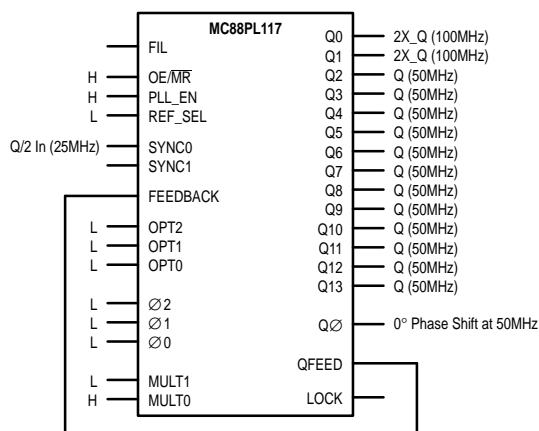 MC88PL117
FIL
H OE/MR
H PLL_EN
L REF_SEL
Q/2 In (25MHz) SYNC0
SYNC1
FEEDBACK
L OPT2
L OPT1
L OPT0
L ∅2
L ∅1
L ∅0
L MULT1
H MULT0
Q0 2X_Q (100MHz)
Q1 2X_Q (100MHz)
Q2 Q (50MHz)
Q3 Q (50MHz)
Q4 Q (50MHz)
Q5 Q (50MHz)
Q6 Q (50MHz)
Q7 Q (50MHz)
Q8 Q (50MHz)
Q9 Q (50MHz)
Q10 Q (50MHz)
Q11 Q (50MHz)
Q12 Q (50MHz)
Q13 Q (50MHz)
Q∅ 0° Phase Shift at 50MHz
QFEED
LOCK